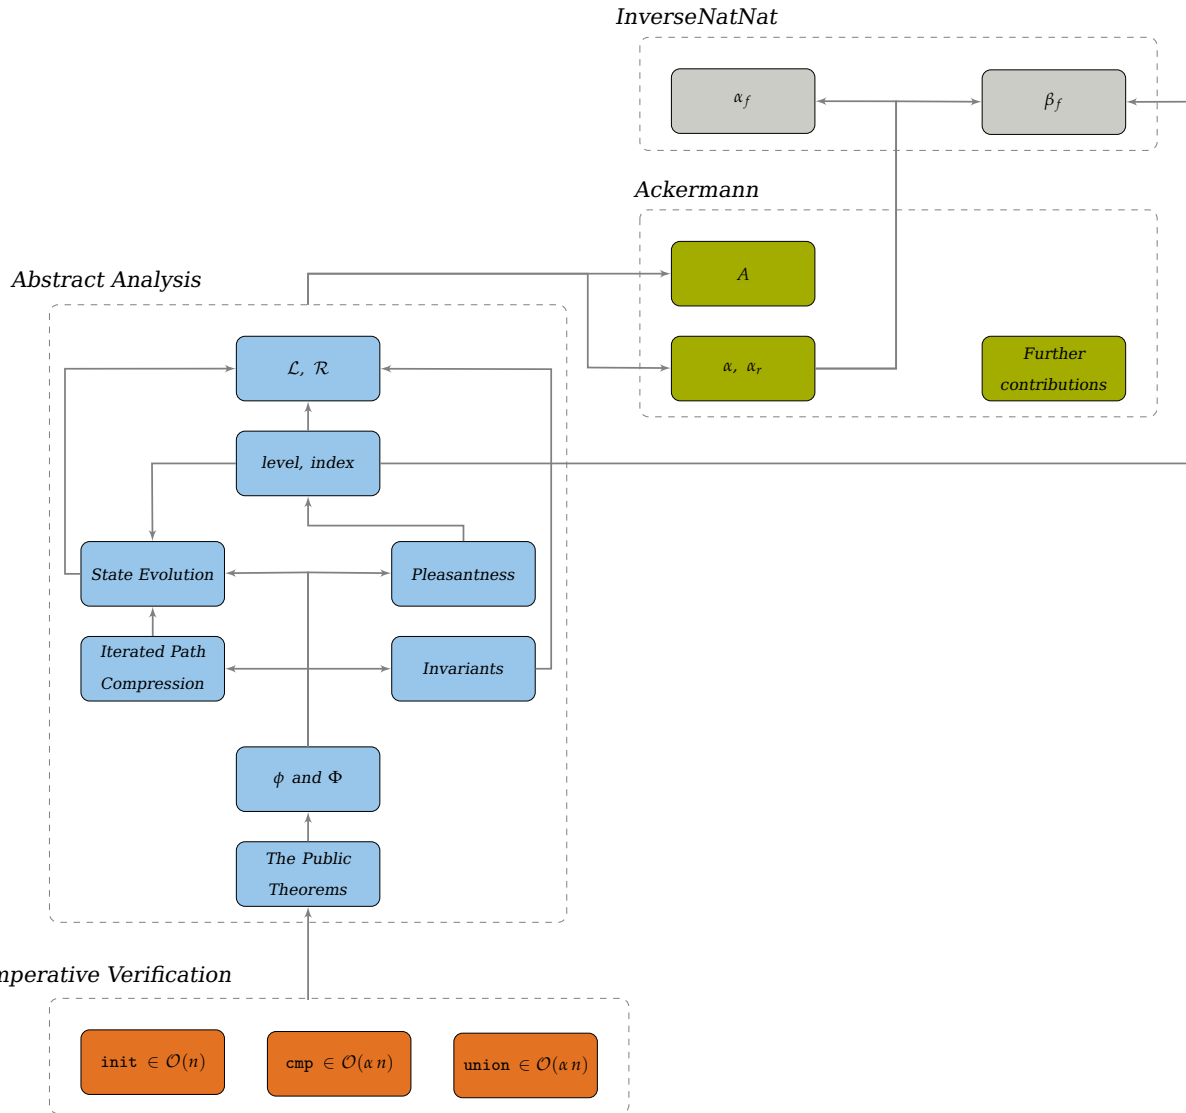 InverseNatNat
α_f
β_f
Ackermann
A
α, α_r
Further
contributions
Abstract Analysis
ℒ, ℛ
level, index
State Evolution
Pleasantness
Iterated Path
Compression
Invariants
ϕ and Φ
The Public
Theorems
mperative Verification
init ∈ 𝒪(n)
cmp ∈ 𝒪(α n)
union ∈ 𝒪(α n)